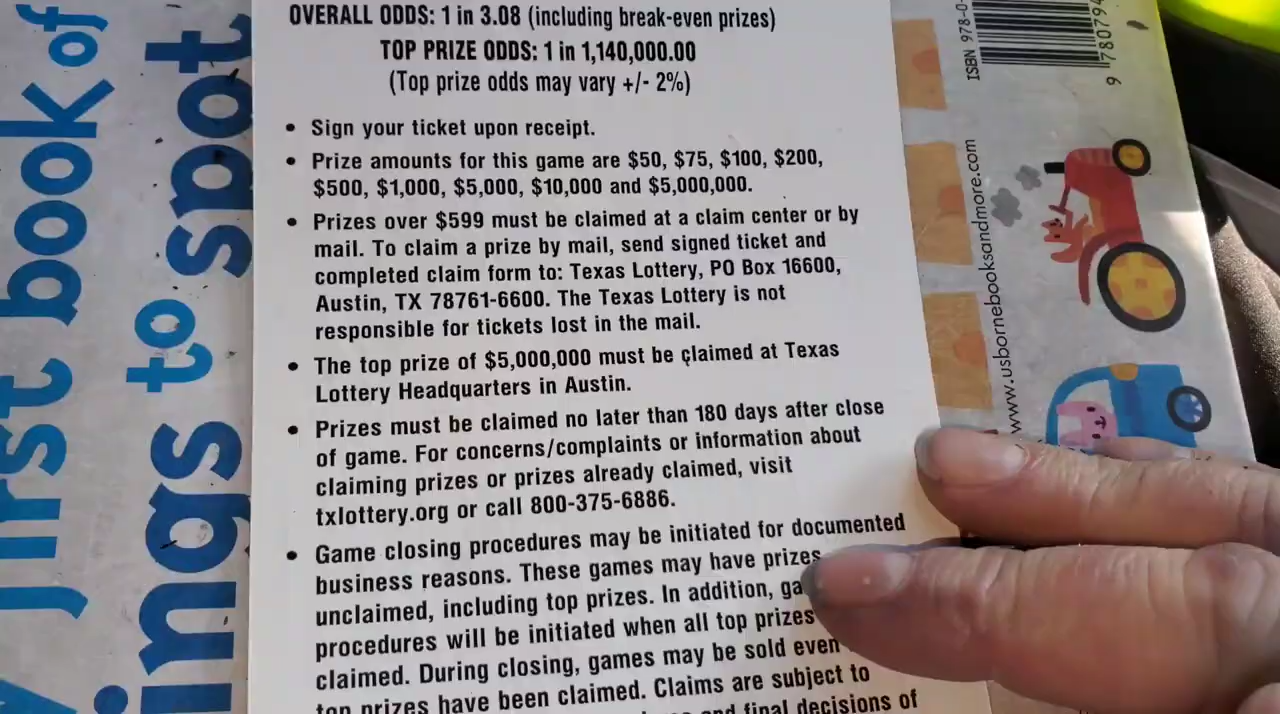 OVERALL ODDS: 1 in 3.08 (including break-even prizes)
TOP PRIZE ODDS: 1 in 1,140,000.00
(Top prize odds may vary +/- 2%)
• Sign your ticket upon receipt.
• Prize amounts for this game are $50, $75, $100, $200,
$500, $1,000, $5,000, $10,000 and $5,000,000.
• Prizes over $599 must be claimed at a claim center or by
mail. To claim a prize by mail, send signed ticket and
completed claim form to: Texas Lottery, PO Box 16600,
Austin, TX 78761-6600. The Texas Lottery is not
responsible for tickets lost in the mail.
• The top prize of $5,000,000 must be claimed at Texas
Lottery Headquarters in Austin.
• Prizes must be claimed no later than 180 days after close
of game. For concerns/complaints or information about
claiming prizes or prizes already claimed, visit
txlottery.org or call 800-375-6886.
• Game closing procedures may be initiated for documented
business reasons. These games may have prizes
unclaimed, including top prizes. In addition,
procedures will be initiated when all top prizes
claimed. During closing, games may be sold even
top prizes have been claimed. Claims are subject to
and final decisions of
first book of
ings to spot
ISBN 978-0-
9 780794
www.usbornebooksandmore.com